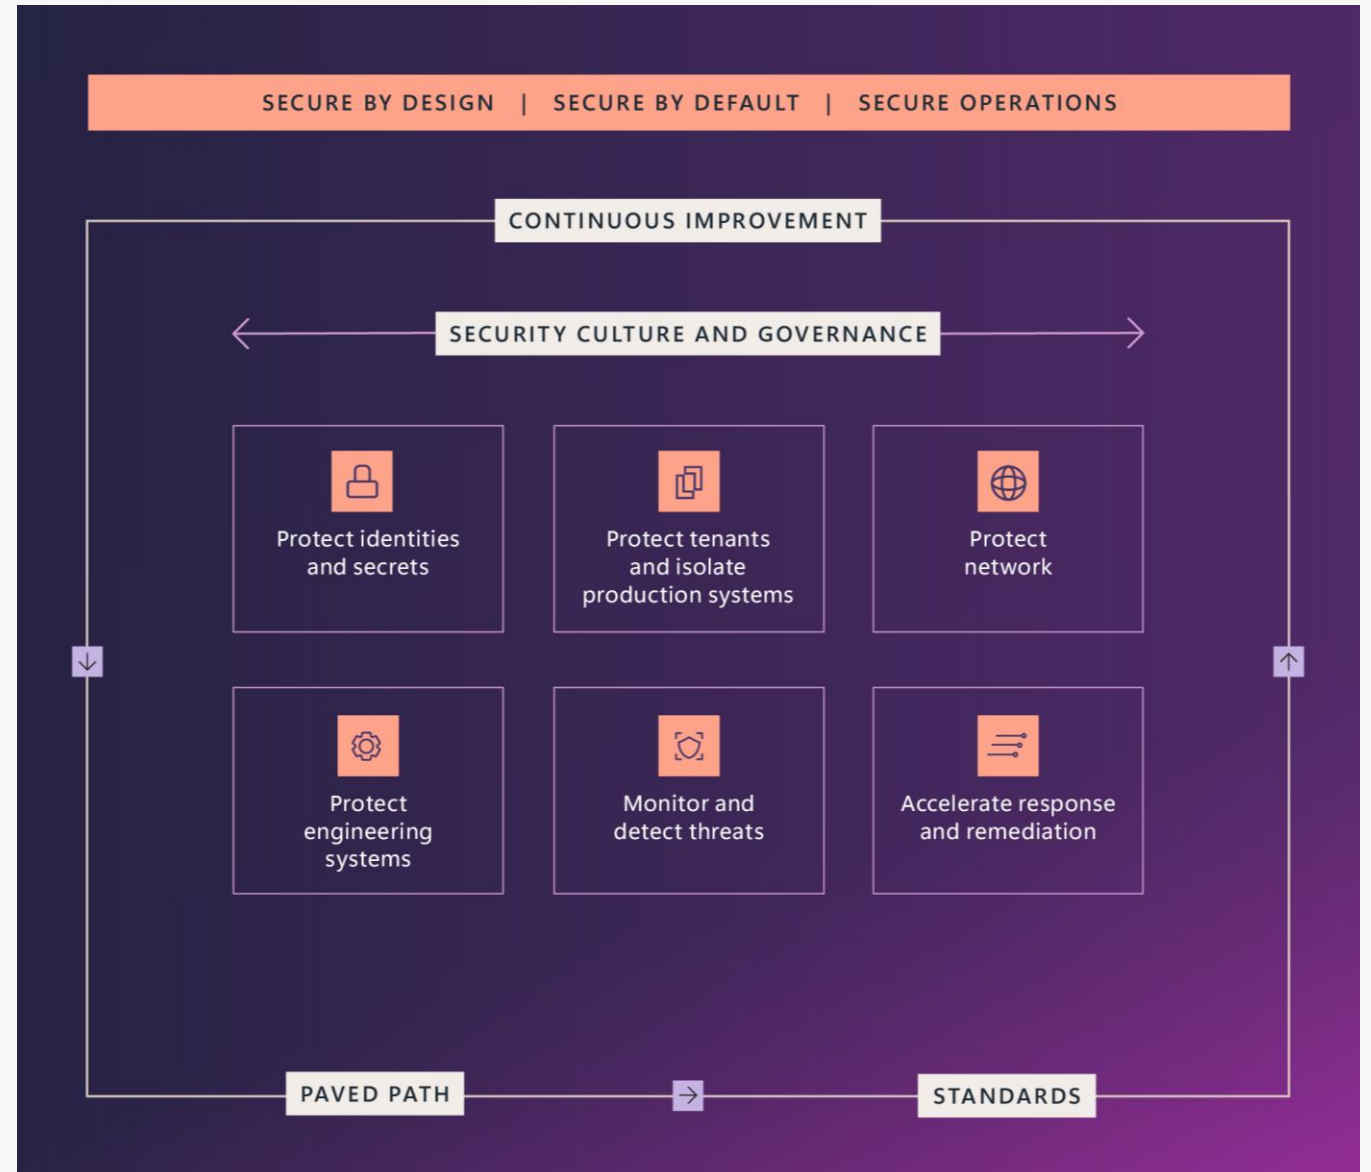 SECURE BY DESIGN | SECURE BY DEFAULT | SECURE OPERATIONS
CONTINUOUS IMPROVEMENT
SECURITY CULTURE AND GOVERNANCE
Protect identities
and secrets
Protect tenants
and isolate
production systems
Protect
network
Protect
engineering
systems
Monitor and
detect threats
Accelerate response
and remediation
PAVED PATH
STANDARDS